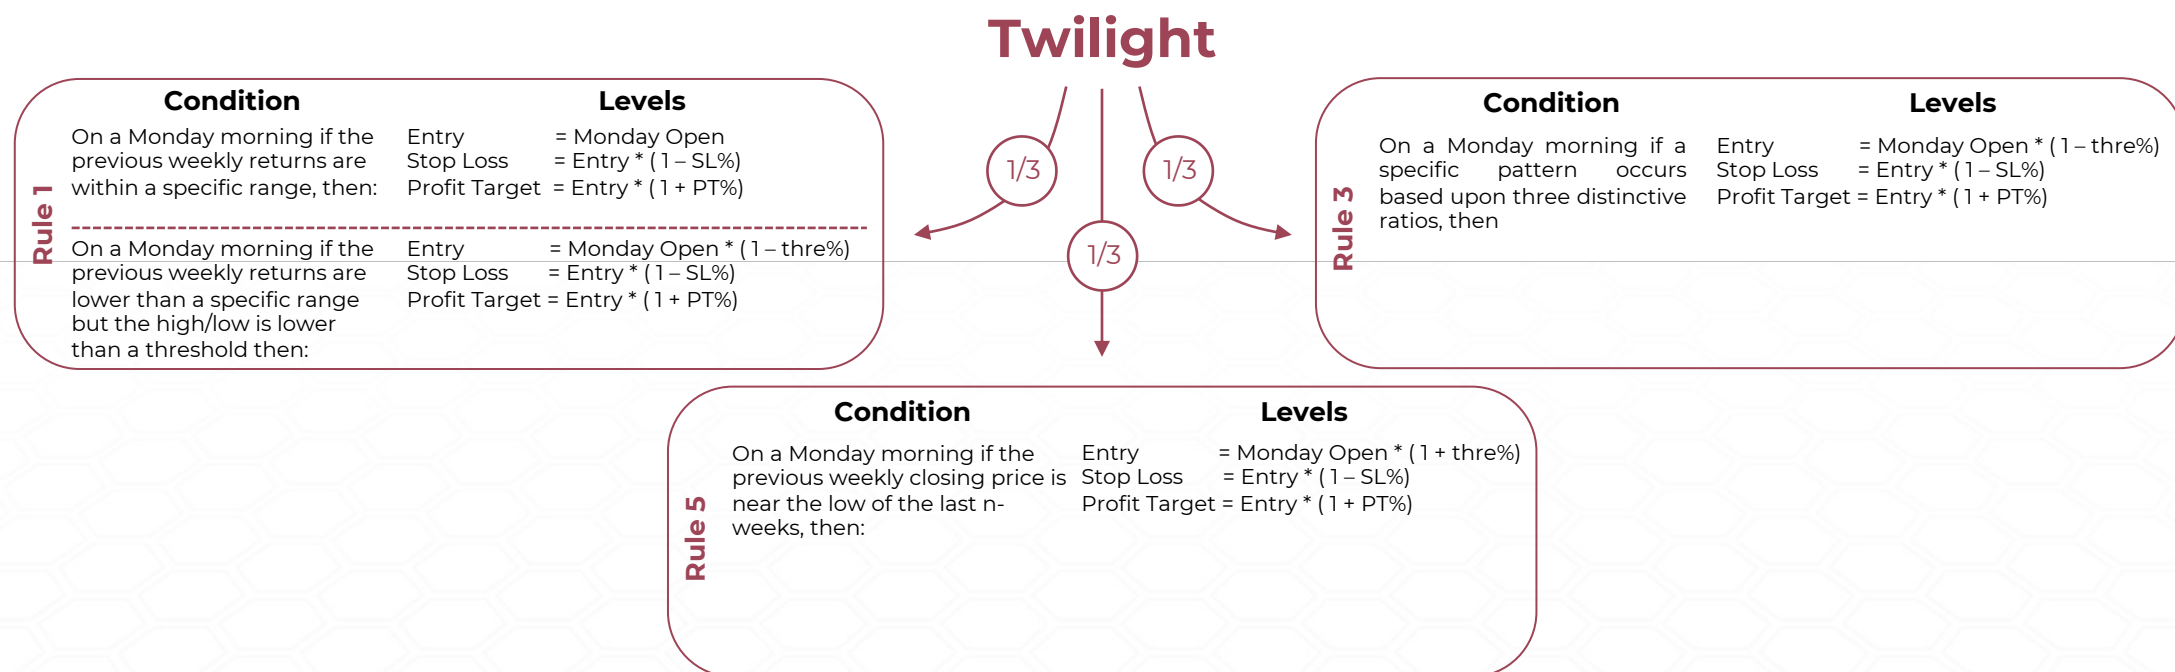 Twilight
1/3
1/3
1/3
Rule 1
Condition
Levels
On a Monday morning if the
previous weekly returns are
within a specific range, then:
Entry = Monday Open
Stop Loss = Entry * ( 1 – SL%)
Profit Target = Entry * ( 1 + PT%)
On a Monday morning if the
previous weekly returns are
lower than a specific range
but the high/low is lower
than a threshold then:
Entry = Monday Open * ( 1 – thre%)
Stop Loss = Entry * ( 1 – SL%)
Profit Target = Entry * ( 1 + PT%)
Rule 3
Condition
Levels
On a Monday morning if a
specific pattern occurs
based upon three distinctive
ratios, then
Entry = Monday Open * ( 1 – thre%)
Stop Loss = Entry * ( 1 – SL%)
Profit Target = Entry * ( 1 + PT%)
Rule 5
Condition
Levels
On a Monday morning if the
previous weekly closing price is
near the low of the last n-
weeks, then:
Entry = Monday Open * ( 1 + thre%)
Stop Loss = Entry * ( 1 – SL%)
Profit Target = Entry * ( 1 + PT%)